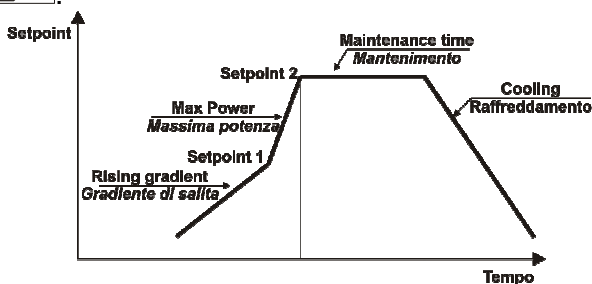 Setpoint
Maintenance time
Mantenimento
Setpoint 2
Cooling
Raffreddamento
Max Power
Massima potenza
Setpoint 1
Rising gradient
Gradiente di salita
Tempo